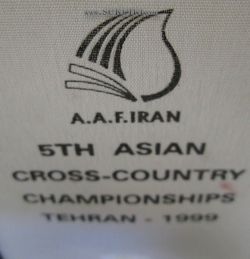 A.A.F.IRAN
5TH ASIAN
CROSS-COUNTRY
CHAMPIONSHIPS
TEHRAN - 1999